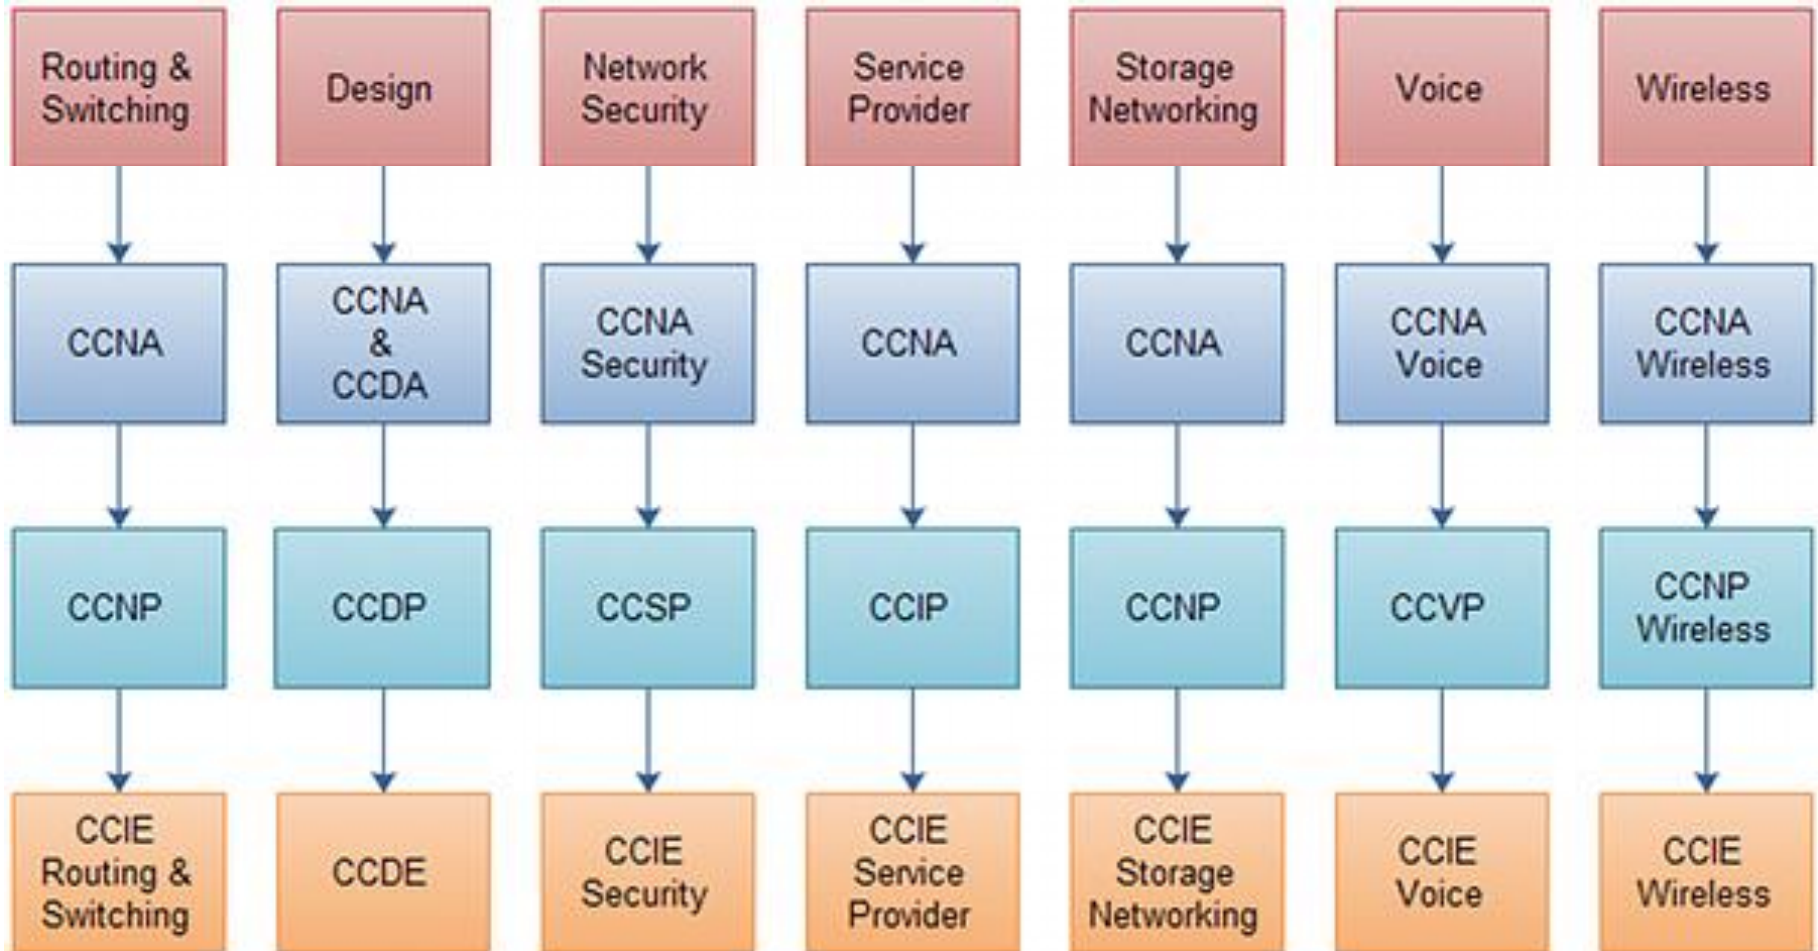 Routing &
Switching
Design
Network
Security
Service
Provider
Storage
Networking
Voice
Wireless
CCNA
CCNA
&
CCDA
CCNA
Security
CCNA
CCNA
CCNA
Voice
CCNA
Wireless
CCNP
CCDP
CCSP
CCIP
CCNP
CCVP
CCNP
Wireless
CCIE
Routing &
Switching
CCDE
CCIE
Security
CCIE
Service
Provider
CCIE
Storage
Networking
CCIE
Voice
CCIE
Wireless